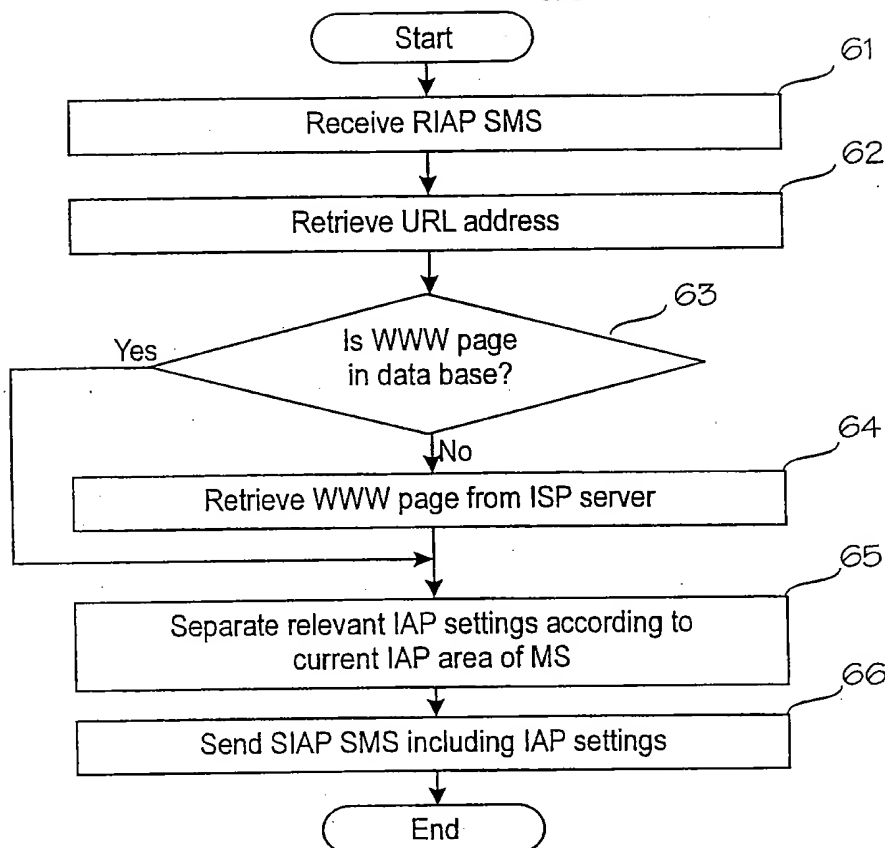 Start
61
Receive RIAP SMS
62
Retrieve URL address
63
Yes
Is WWW page
in data base?
No
64
Retrieve WWW page from ISP server
65
Separate relevant IAP settings according to
current IAP area of MS
66
Send SIAP SMS including IAP settings
End